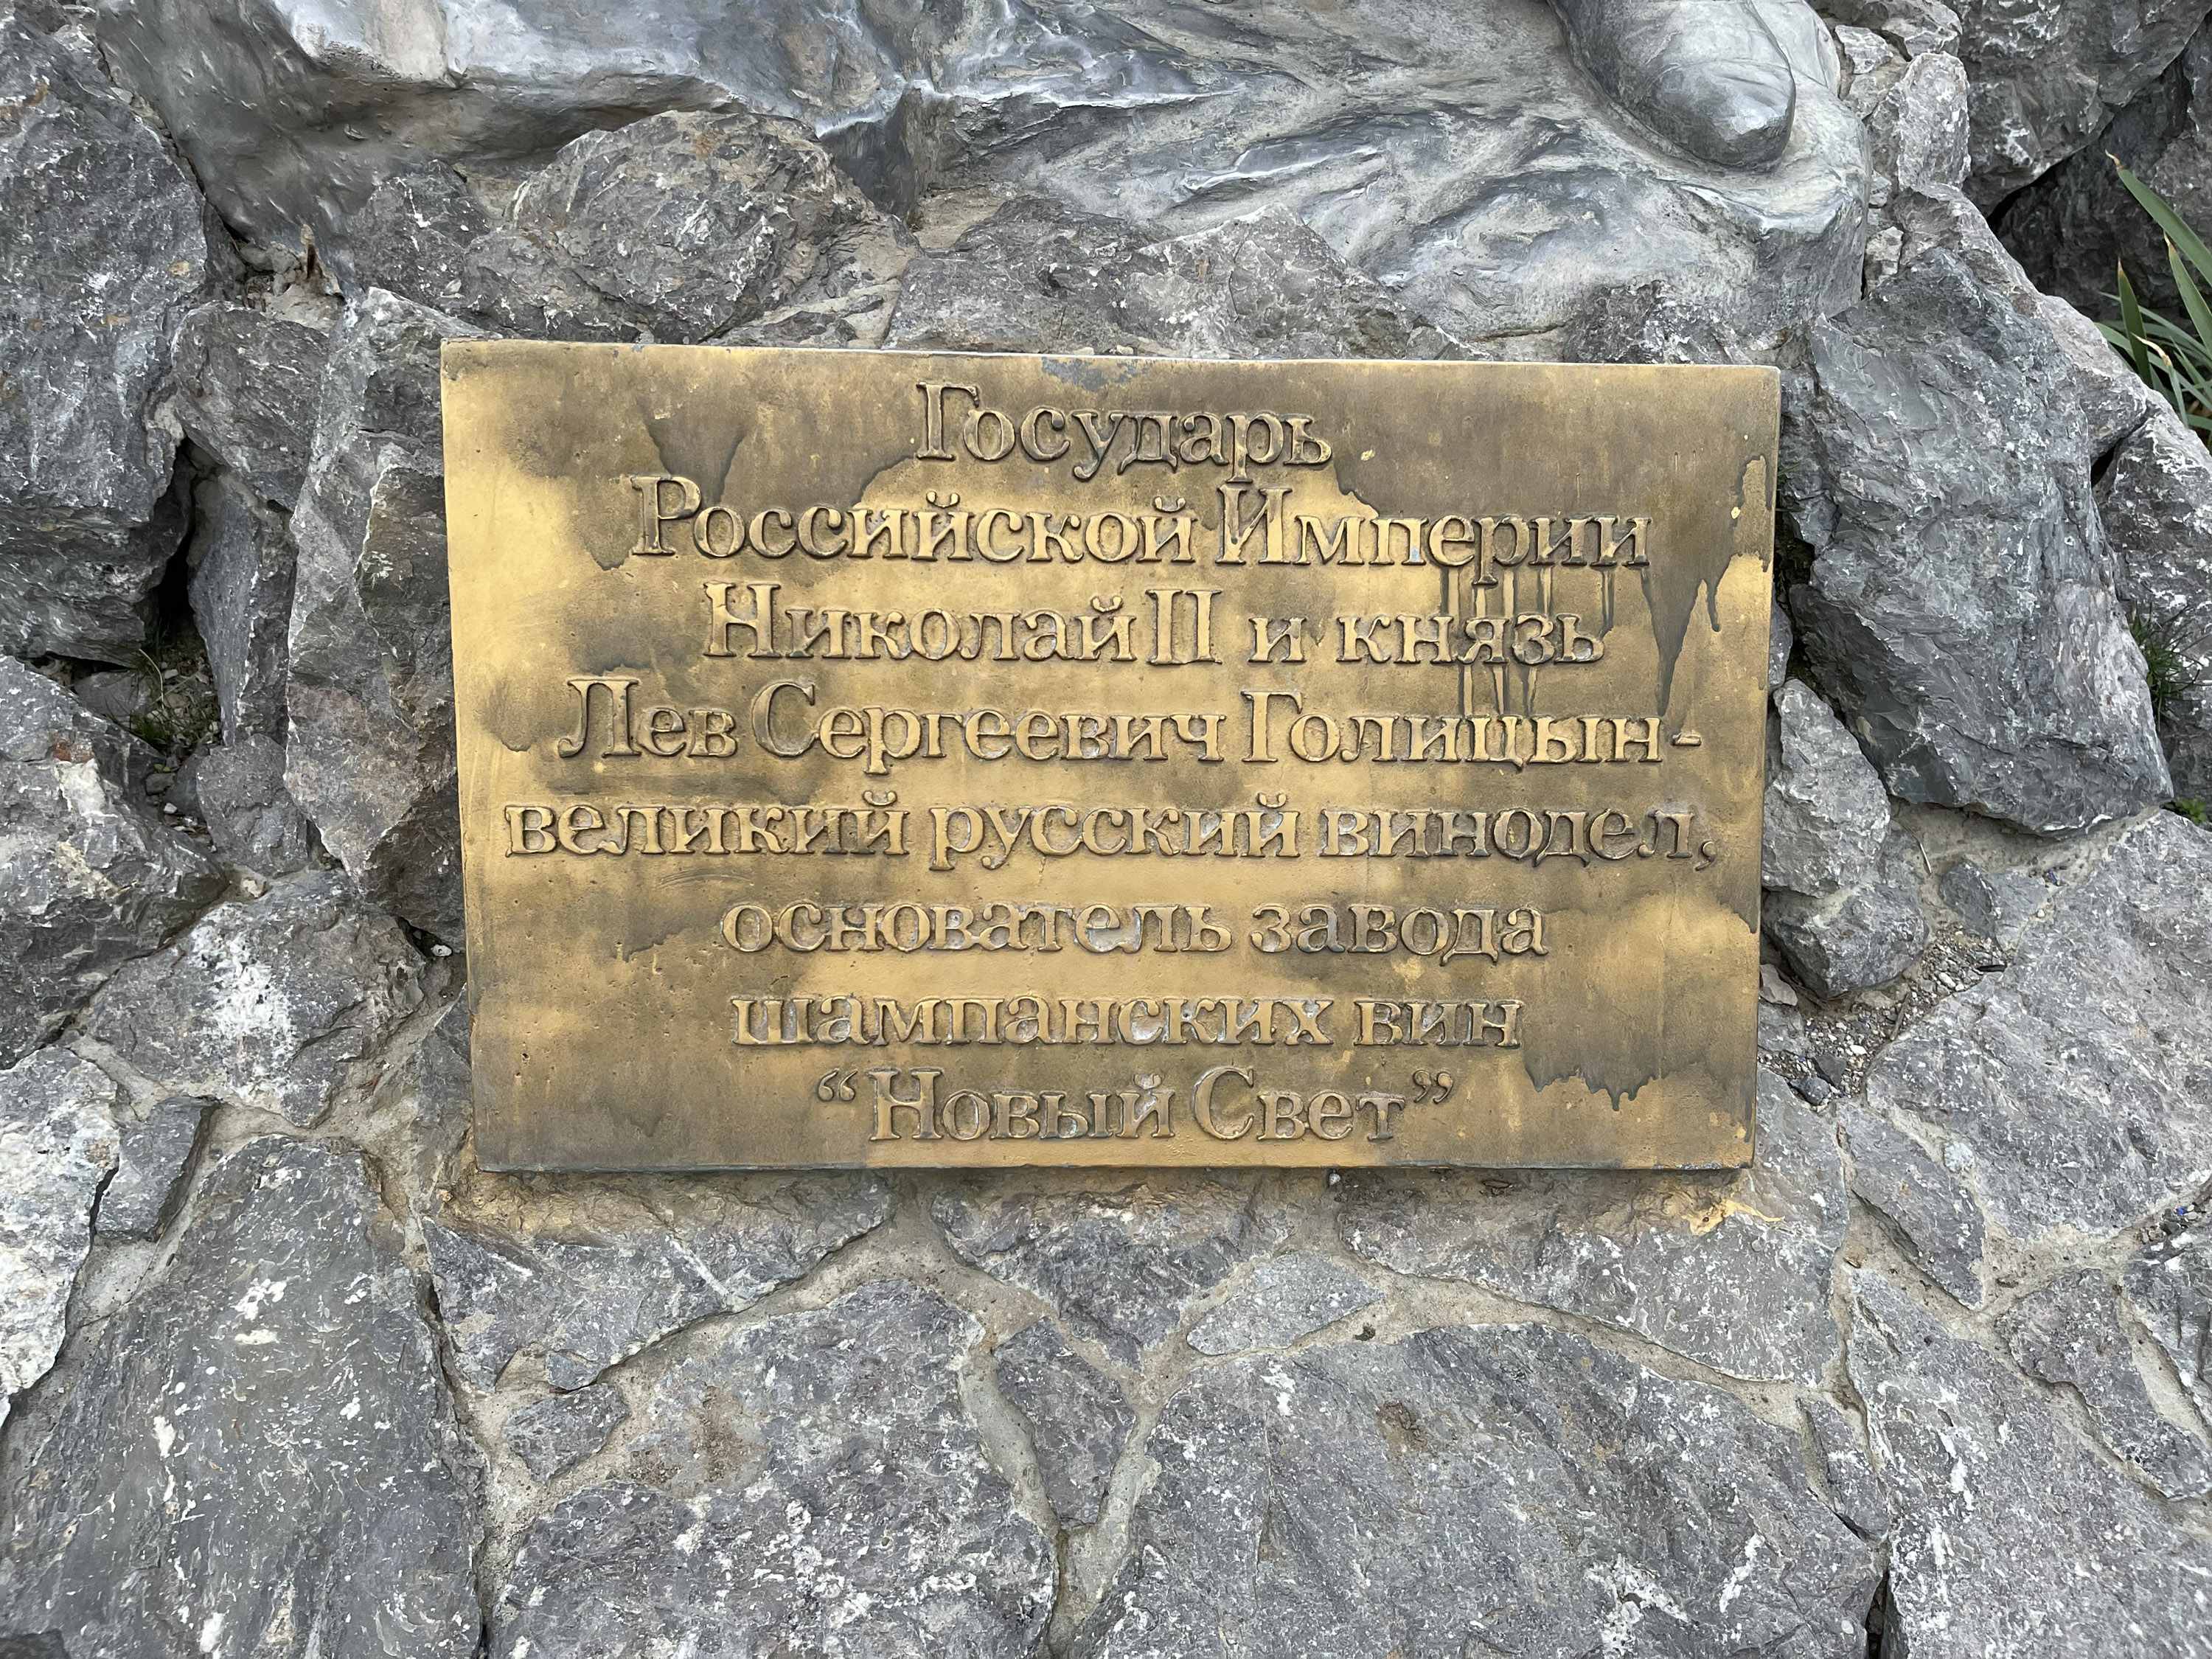 Государь
Российской Империи
Николай II и князь
Лев Сергеевич Голицын-
великий русский винодел,
основатель завода
шампанских вин
“Новый Свет”